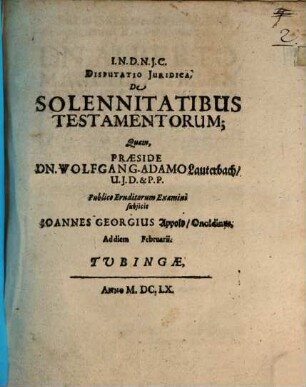 2.
I.N.D.N.J.C.
DISPUTATIO JURIDICA,
De
SOLENNITATIBUS
TESTAMENTORUM;
Quam,
PRÆSIDE
DN. WOLFGANG-ADAMO Lauterbach/
U.J.D. & P.P.
Publico Eruditorum Examini
subjicit
JOANNES GEORGIUS Appold/ Onoldinus,
Ad diem Februarii.
TUBINGÆ,
Anno M. DC. LX.